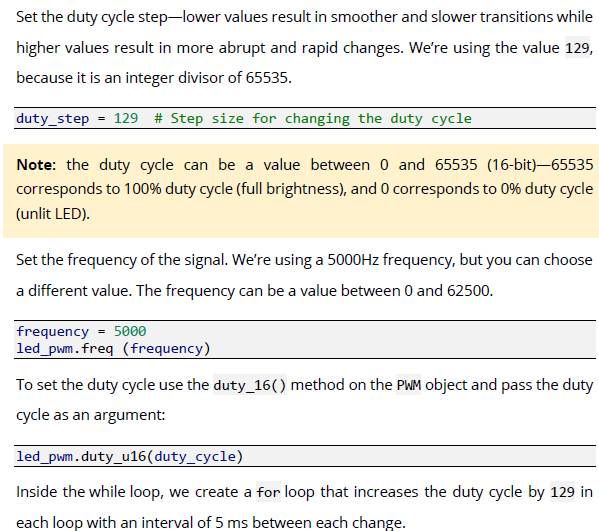 Set the duty cycle step—lower values result in smoother and slower transitions while
higher values result in more abrupt and rapid changes. We’re using the value 129,
because it is an integer divisor of 65535.
duty_step = 129  # Step size for changing the duty cycle
Note: the duty cycle can be a value between 0 and 65535 (16-bit)—65535
corresponds to 100% duty cycle (full brightness), and 0 corresponds to 0% duty cycle
(unlit LED).
Set the frequency of the signal. We’re using a 5000Hz frequency, but you can choose
a different value. The frequency can be a value between 0 and 62500.
frequency = 5000
led_pwm.freq (frequency)
To set the duty cycle use the duty_16() method on the PWM object and pass the duty
cycle as an argument:
led_pwm.duty_u16(duty_cycle)
Inside the while loop, we create a for loop that increases the duty cycle by 129 in
each loop with an interval of 5 ms between each change.